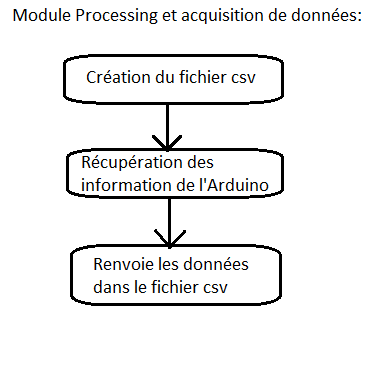 Module Processing et acquisition de données:
Création du fichier csv
Récupération des
information de l'Arduino
Renvoie les données
dans le fichier csv